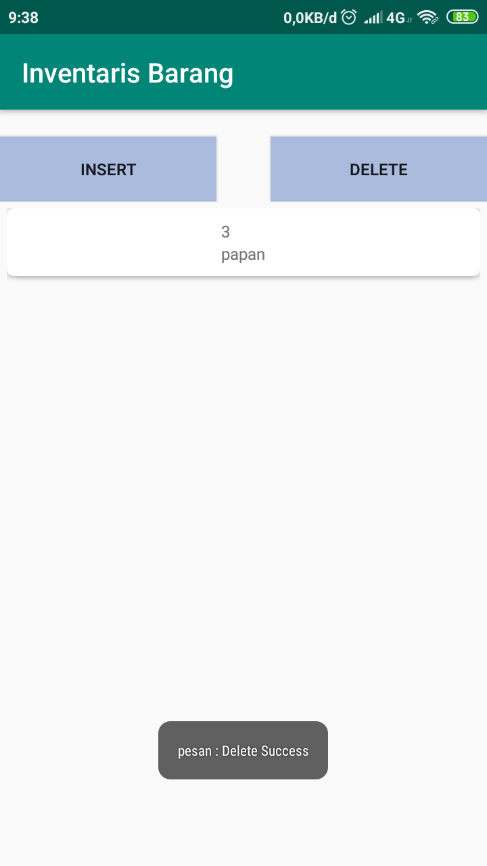 9:38 0,0KB/d 4G 83
Inventaris Barang
INSERT DELETE
3
papan
pesan : Delete Success